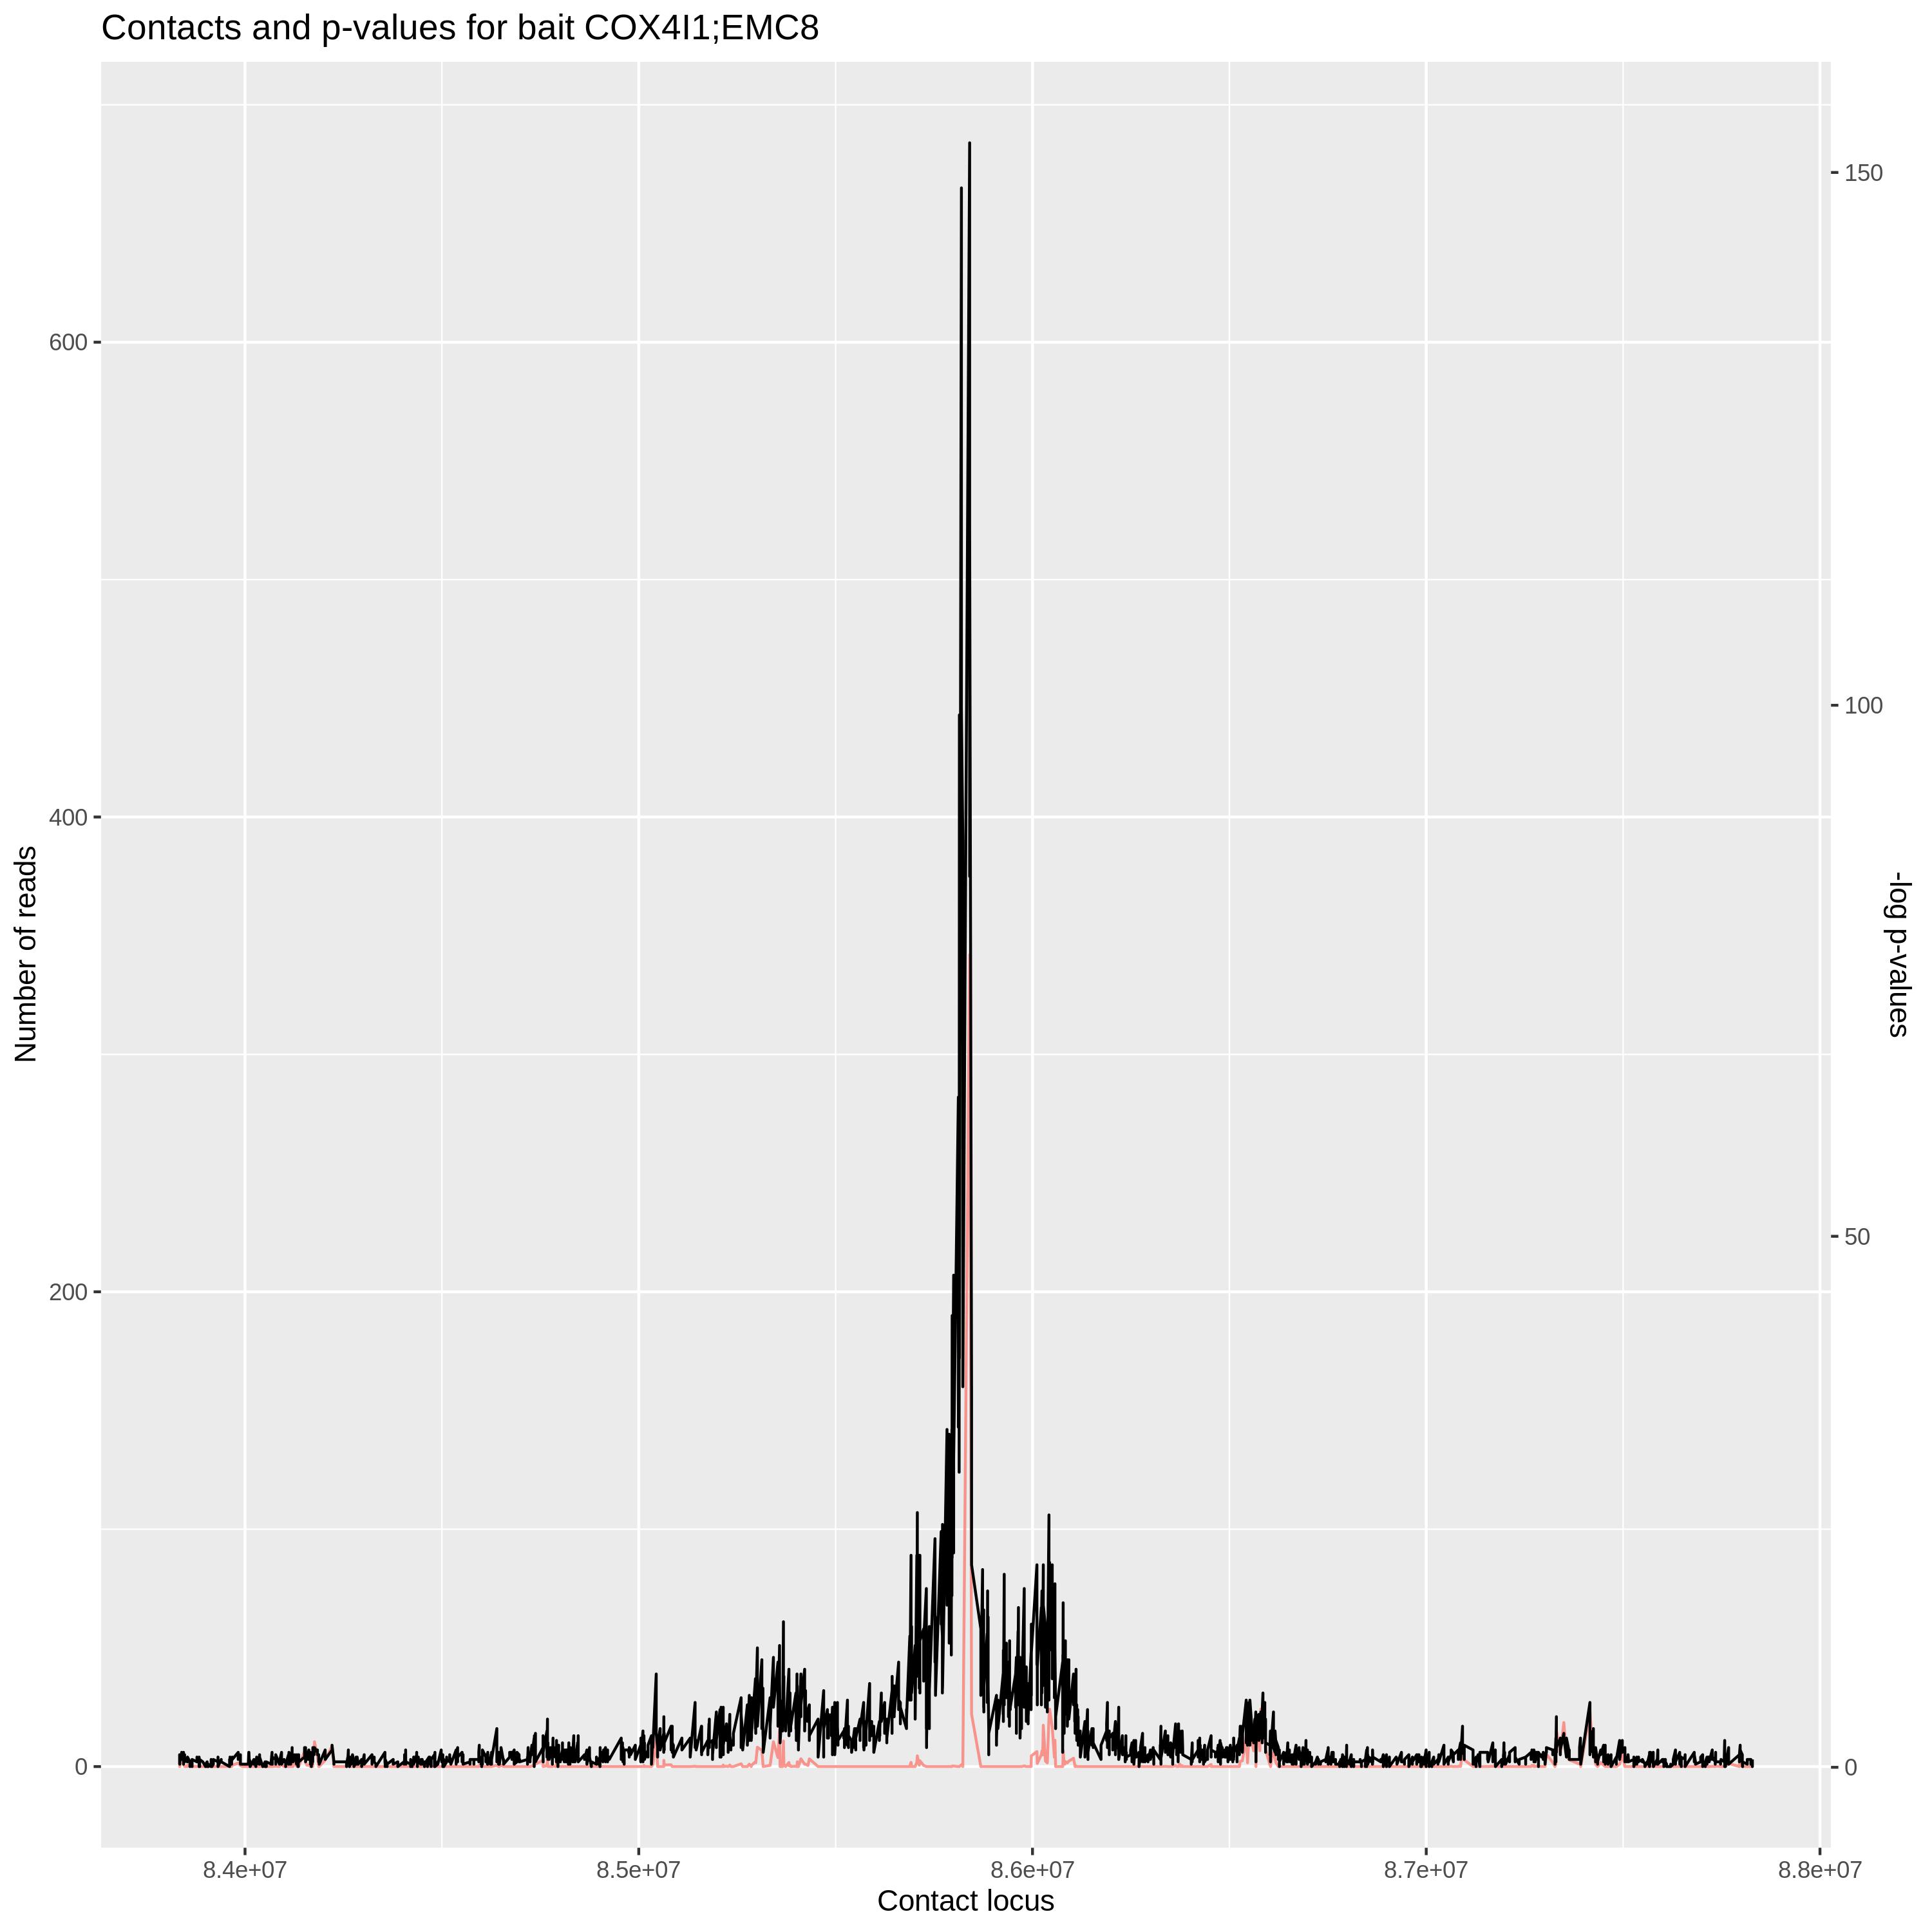 Contacts and p-values for bait COX4I1;EMC8
Number of reads
600
400
200
0
150
100
50
0
-log p-values
8.4e+07
8.5e+07
8.6e+07
8.7e+07
8.8e+07
Contact locus